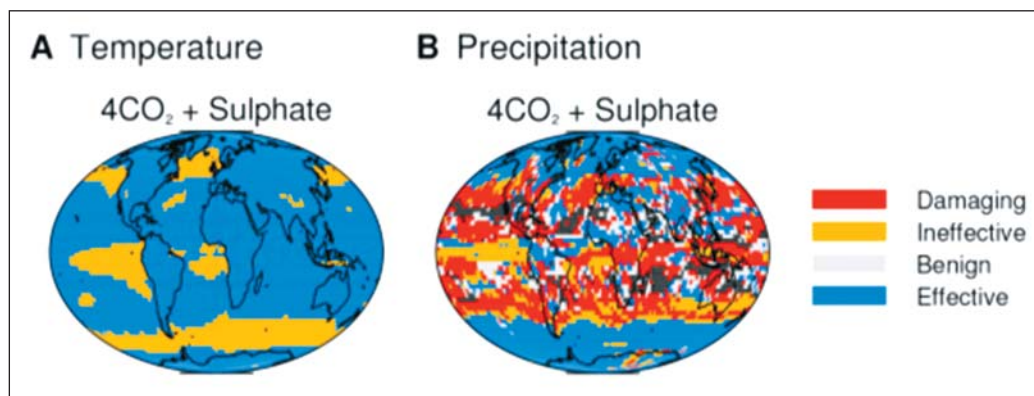 A Temperature
B Precipitation
4CO₂ + Sulphate
4CO₂ + Sulphate
Damaging
Ineffective
Benign
Effective